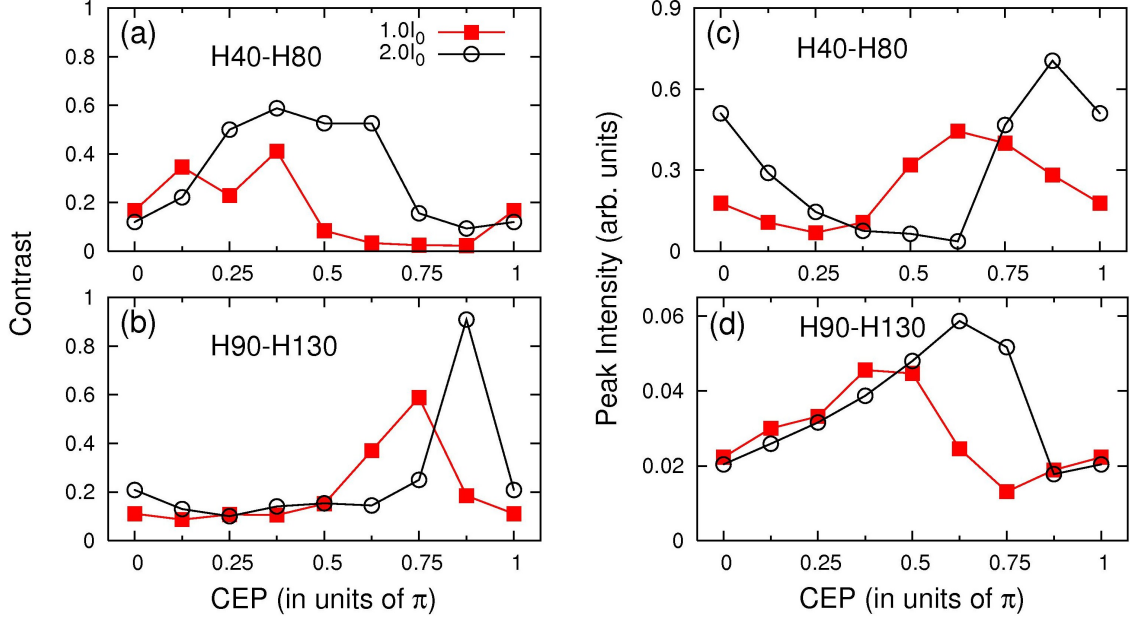 (a)
H40-H80
1.0I₀
2.0I₀
1
0.8
0.6
0.4
0.2
0
0 0.25 0.5 0.75 1
Contrast
(b)
H90-H130
1
0.8
0.6
0.4
0.2
0
0 0.25 0.5 0.75 1
CEP (in units of π)
(c)
H40-H80
0.9
0.6
0.3
0
0 0.25 0.5 0.75 1
Peak Intensity (arb. units)
(d)
H90-H130
0.06
0.04
0.02
0
0 0.25 0.5 0.75 1
CEP (in units of π)